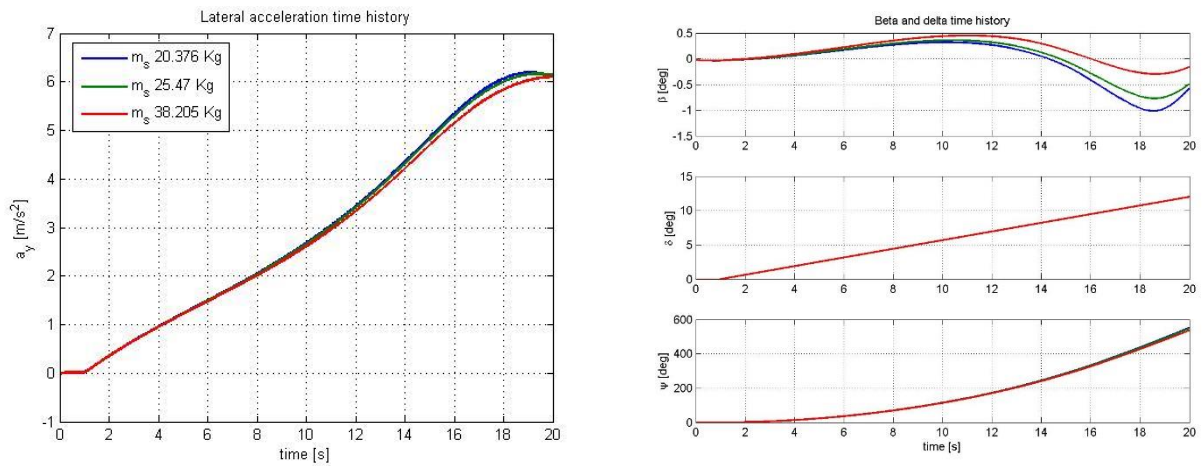 Lateral acceleration time history
7
6
5
4
3
2
1
0
-1
a_y [m/s²]
m_s 20.376 Kg
m_s 25.47 Kg
m_s 38.205 Kg
0 2 4 6 8 10 12 14 16 18 20
time [s]
Beta and delta time history
0.5
0
-0.5
-1
-1.5
β [deg]
0 2 4 6 8 10 12 14 16 18 20
15
10
5
0
δ [deg]
0 2 4 6 8 10 12 14 16 18 20
600
400
200
0
Ψ [deg]
0 2 4 6 8 10 12 14 16 18 20
time [s]